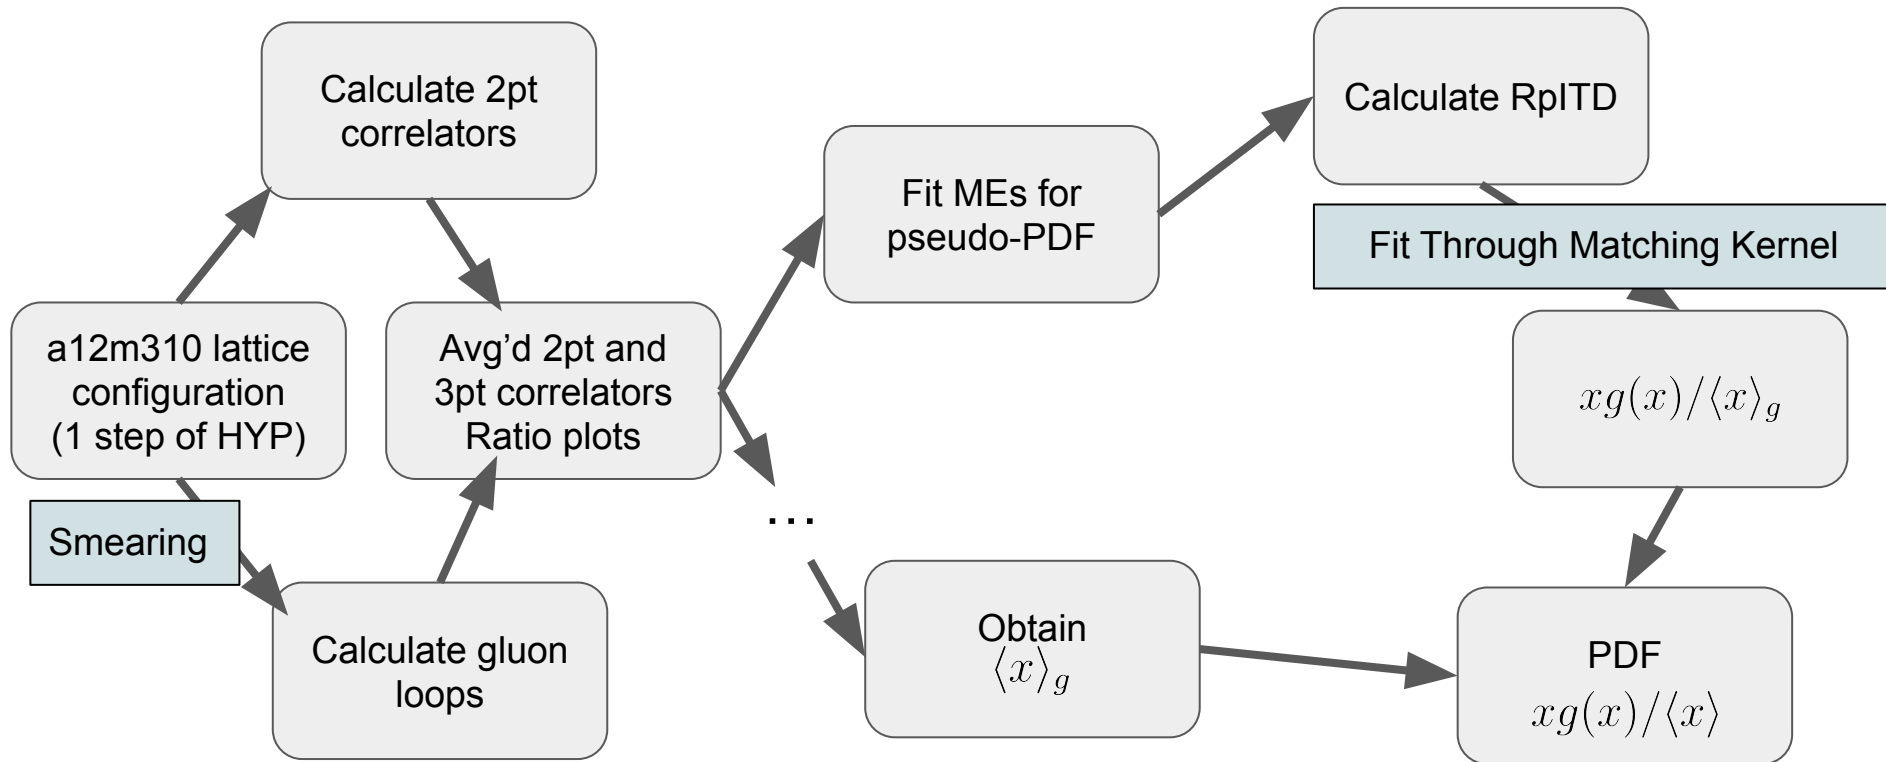 Calculate 2pt
correlators
a12m310 lattice
configuration
(1 step of HYP)
Smearing
Calculate gluon
loops
Avg'd 2pt and
3pt correlators
Ratio plots
Fit MEs for
pseudo-PDF
Calculate RpITD
Fit Through Matching Kernel
xg(x)/⟨x⟩_g
...
Obtain
⟨x⟩_g
PDF
xg(x)/⟨x⟩